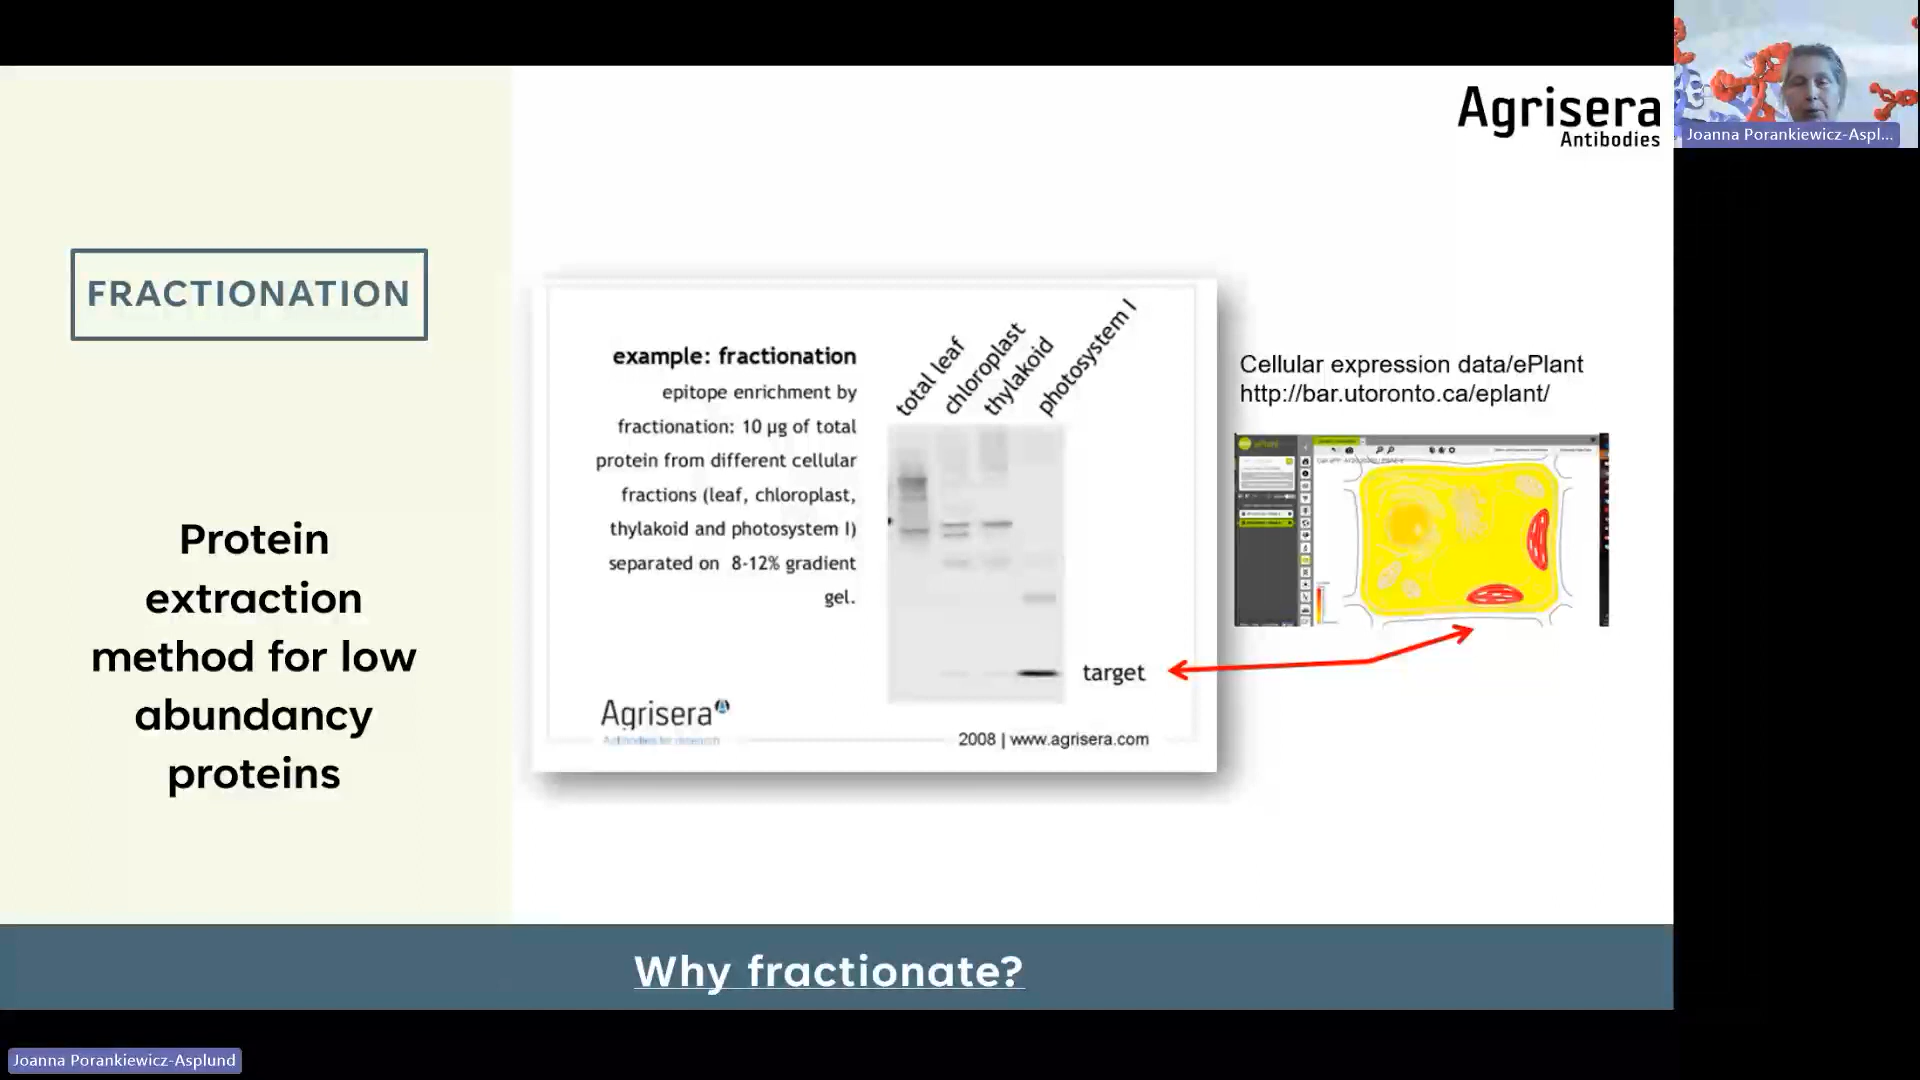 Agrisera
Antibodies
Joanna Porankiewicz-Aspl...
FRACTIONATION
Protein
extraction
method for low
abundancy
proteins
example: fractionation
epitope enrichment by
fractionation: 10 µg of total
protein from different cellular
fractions (leaf, chloroplast,
thylakoid and photosystem I)
separated on 8-12% gradient
gel.
total leaf
chloroplast
thylakoid
photosystem I
target
Agrisera
Antibodies for research
2008 | www.agrisera.com
Cellular expression data/ePlant
http://bar.utoronto.ca/eplant/
Why fractionate?
Joanna Porankiewicz-Asplund